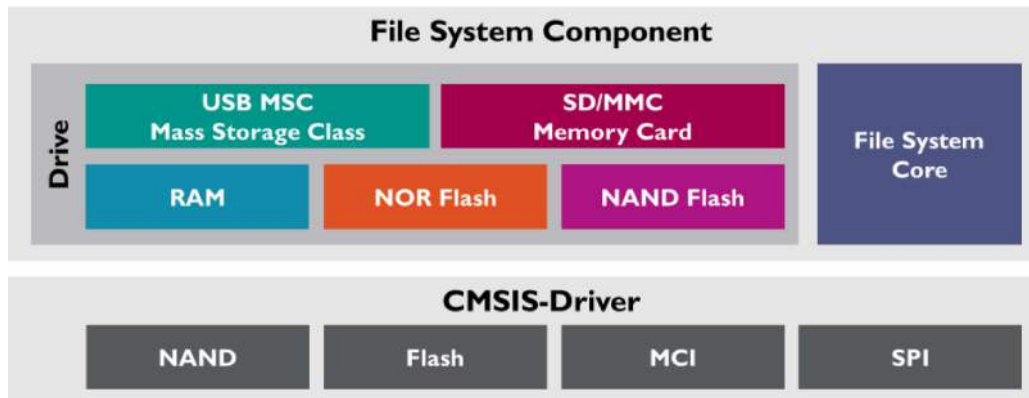 File System Component
Drive
USB MSC
Mass Storage Class
SD/MMC
Memory Card
RAM
NOR Flash
NAND Flash
File System
Core
CMSIS-Driver
NAND
Flash
MCI
SPI